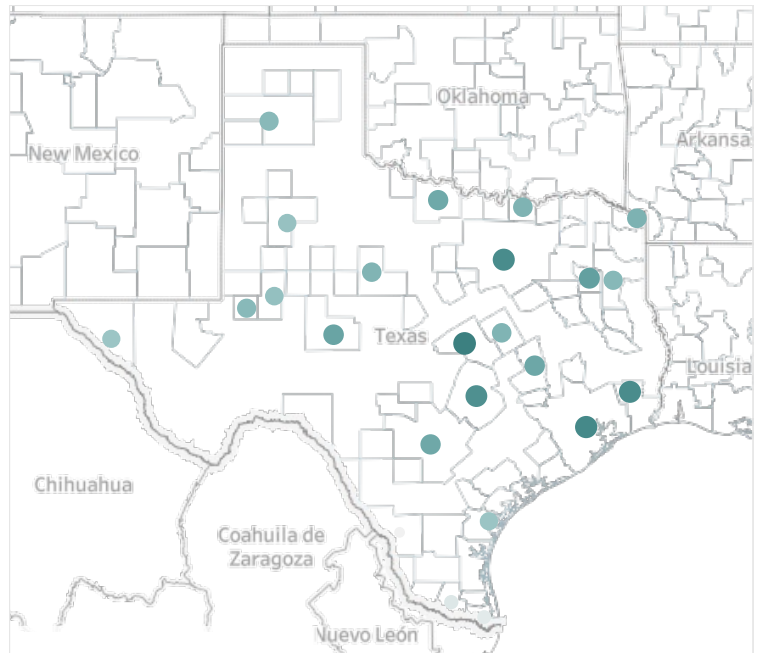 Oklahoma
Arkansa
New Mexico
Texas
Louisia
Chihuahua
Coahuila de
Zaragoza
Nuevo León